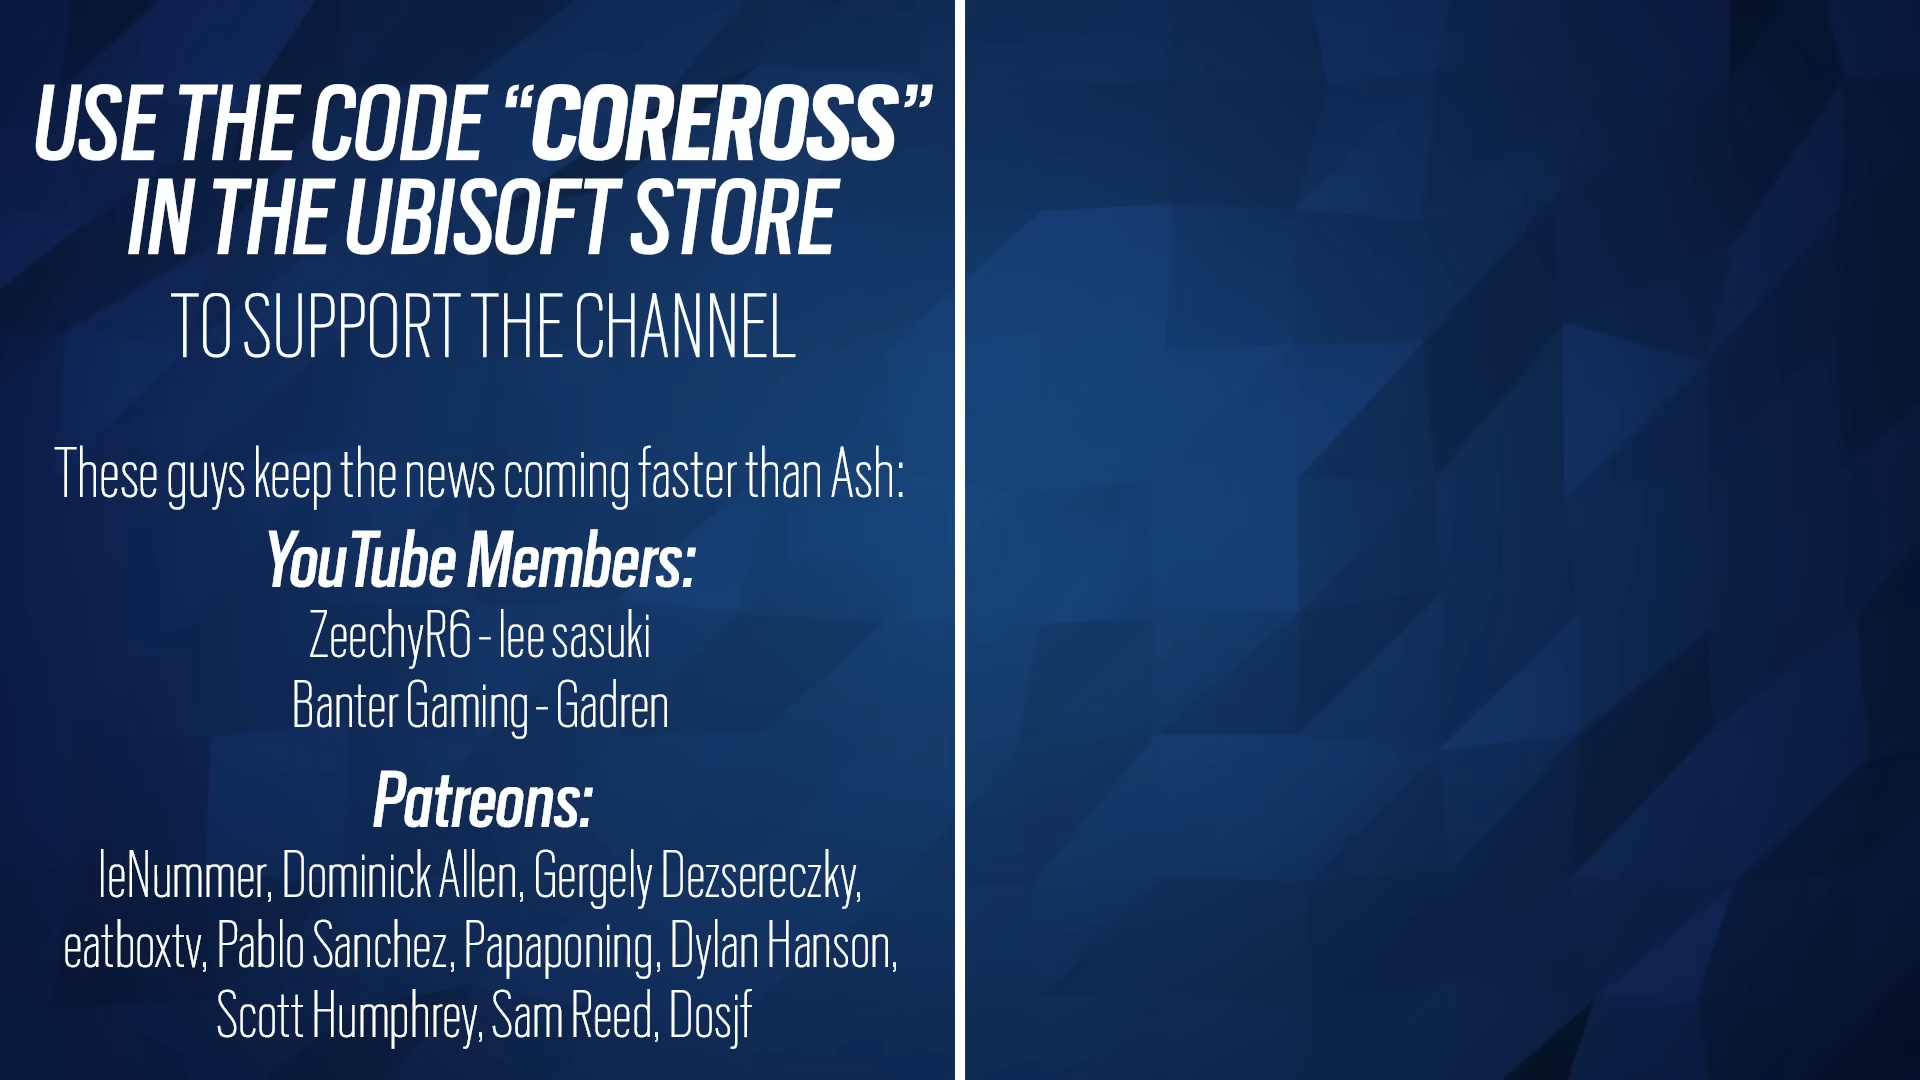 USE THE CODE “COREROSS”
IN THE UBISOFT STORE
TO SUPPORT THE CHANNEL
These guys keep the news coming faster than Ash:
YouTube Members:
ZeechyR6 - lee sasuki
Banter Gaming - Gadren
Patreons:
leNummer, Dominick Allen, Gergely Dezsereczky,
eatboxtv, Pablo Sanchez, Papaponing, Dylan Hanson,
Scott Humphrey, Sam Reed, Dosjf